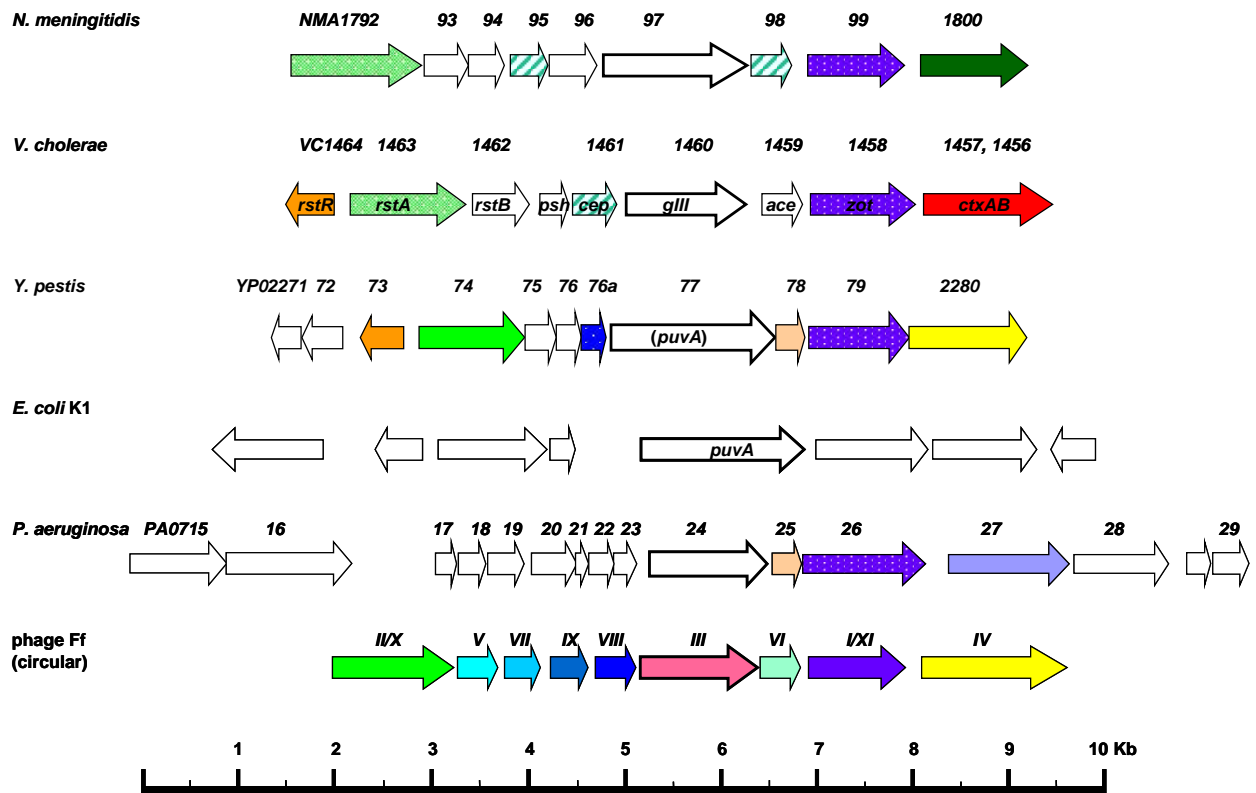 N. meningitidis NMA1792 93 94 95 96 97 98 99 1800
V. cholerae VC1464 1463 1462 1461 1460 1459 1458 1457, 1456
rstR rstA rstB psh cep gIII ace zot ctxAB
Y. pestis YP02271 72 73 74 75 76 76a 77 78 79 2280
(puvA)
E. coli K1
puvA
P. aeruginosa PA0715 16 17 18 19 20 21 22 23 24 25 26 27 28 29
phage Ff II/X V VII IX VIII III VI I/XI IV
(circular)
1 2 3 4 5 6 7 8 9 10 Kb